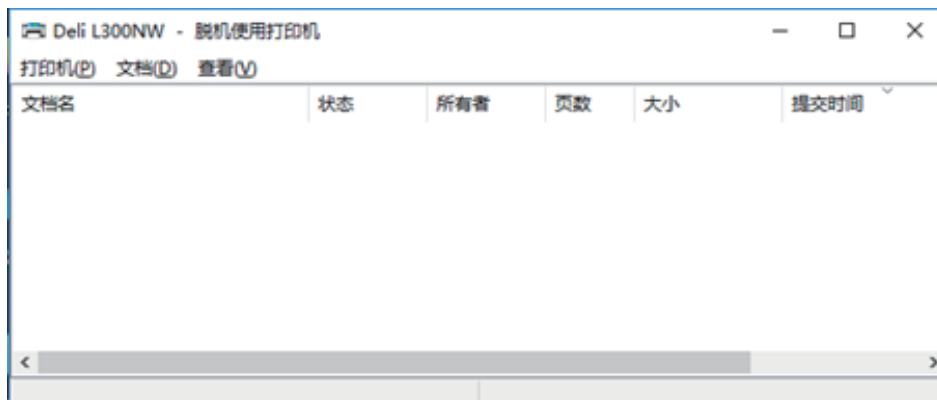 Deli L300NW - 脱机使用打印机
打印机(P) 文档(D) 查看(V)
文档名 状态 所有者 页数 大小 提交时间